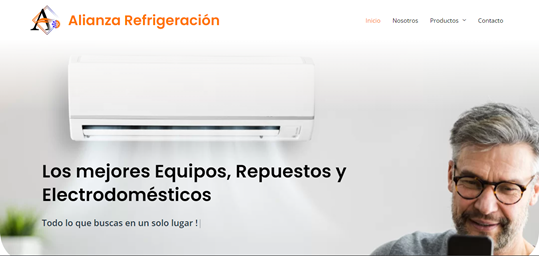 A
Alianza Refrigeración
Inicio Nosotros Productos Contacto
Los mejores Equipos, Repuestos y
Electrodomésticos
Todo lo que buscas en un solo lugar !|